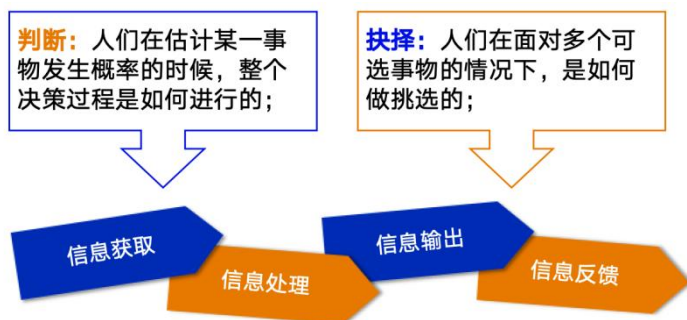 判断：人们在估计某一事
物发生概率的时候，整个
决策过程是如何进行的；
抉择：人们在面对多个可
选事物的情况下，是如何
做挑选的；
信息获取
信息处理
信息输出
信息反馈